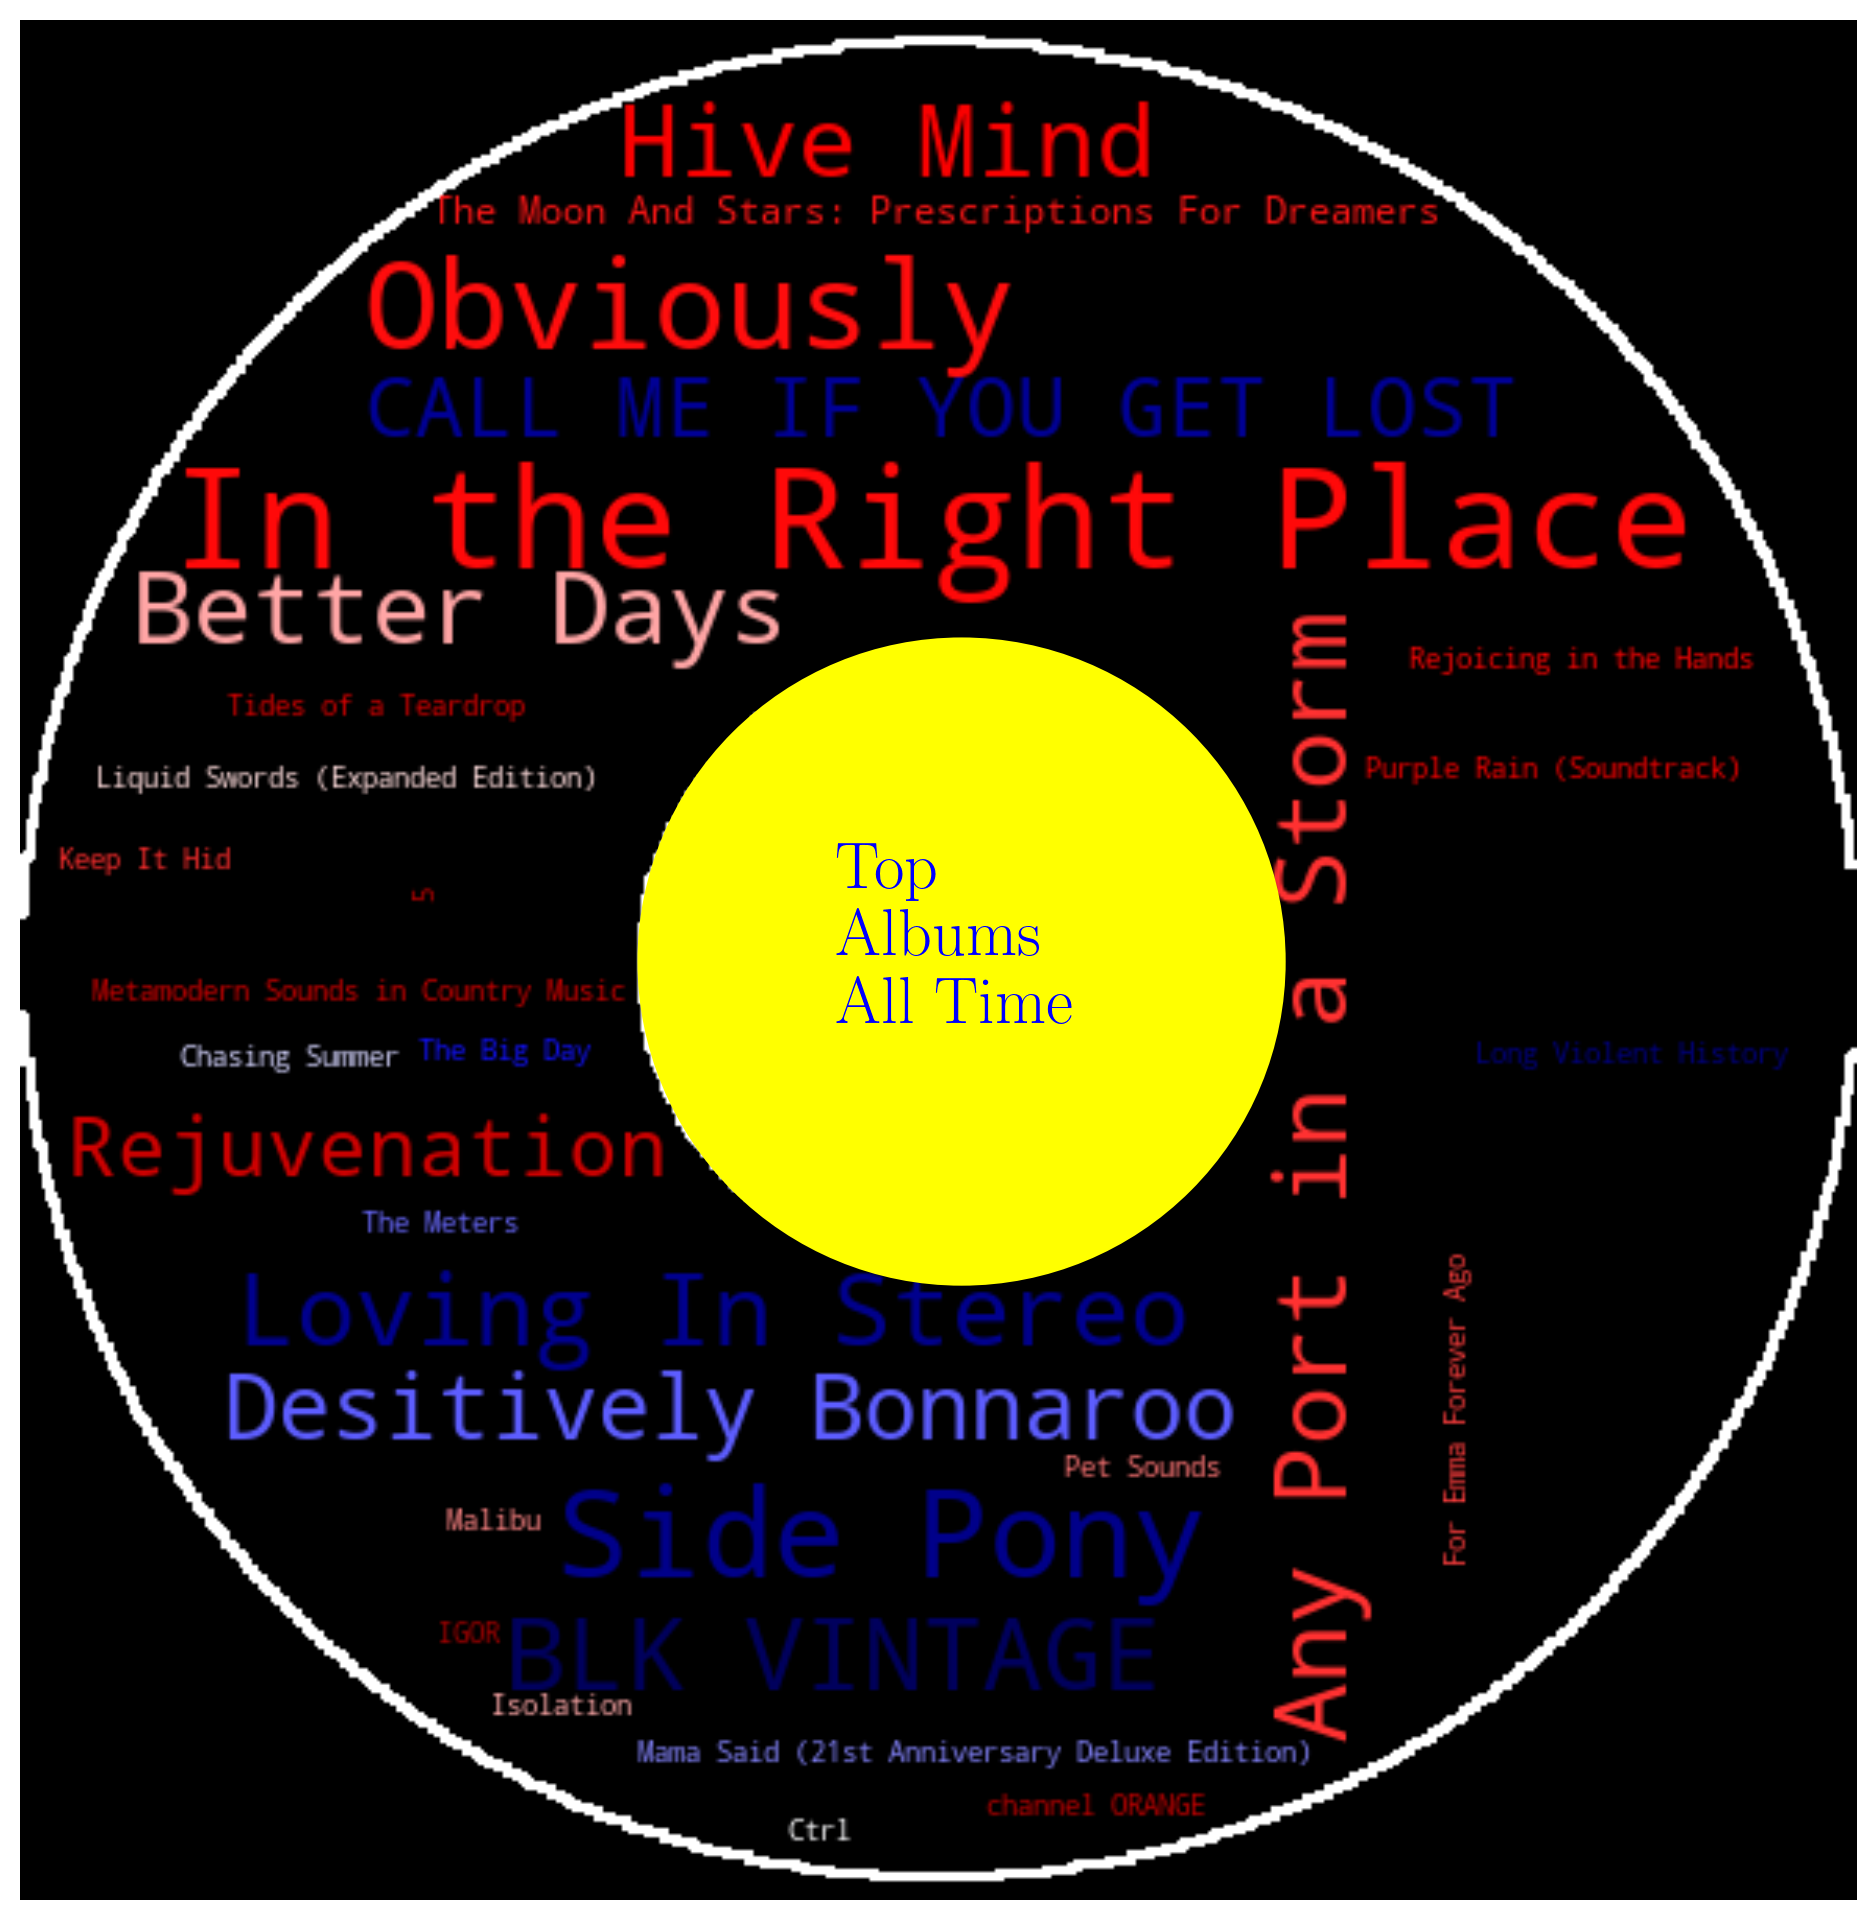 Hive Mind
The Moon And Stars: Prescriptions For Dreamers
Obviously
CALL ME IF YOU GET LOST
In the Right Place
Better Days
Any Port in a Storm
Rejoicing in the Hands
Tides of a Teardrop
Purple Rain (Soundtrack)
Liquid Swords (Expanded Edition)
Keep It Hid
5
Top
Albums
All Time
Metamodern Sounds in Country Music
Chasing Summer
The Big Day
Long Violent History
Rejuvenation
The Meters
For Emma Forever Ago
Loving In Stereo
Desitively Bonnaroo
Pet Sounds
Malibu
Side Pony
IGOR
BLK VINTAGE
Isolation
Mama Said (21st Anniversary Deluxe Edition)
channel ORANGE
Ctrl